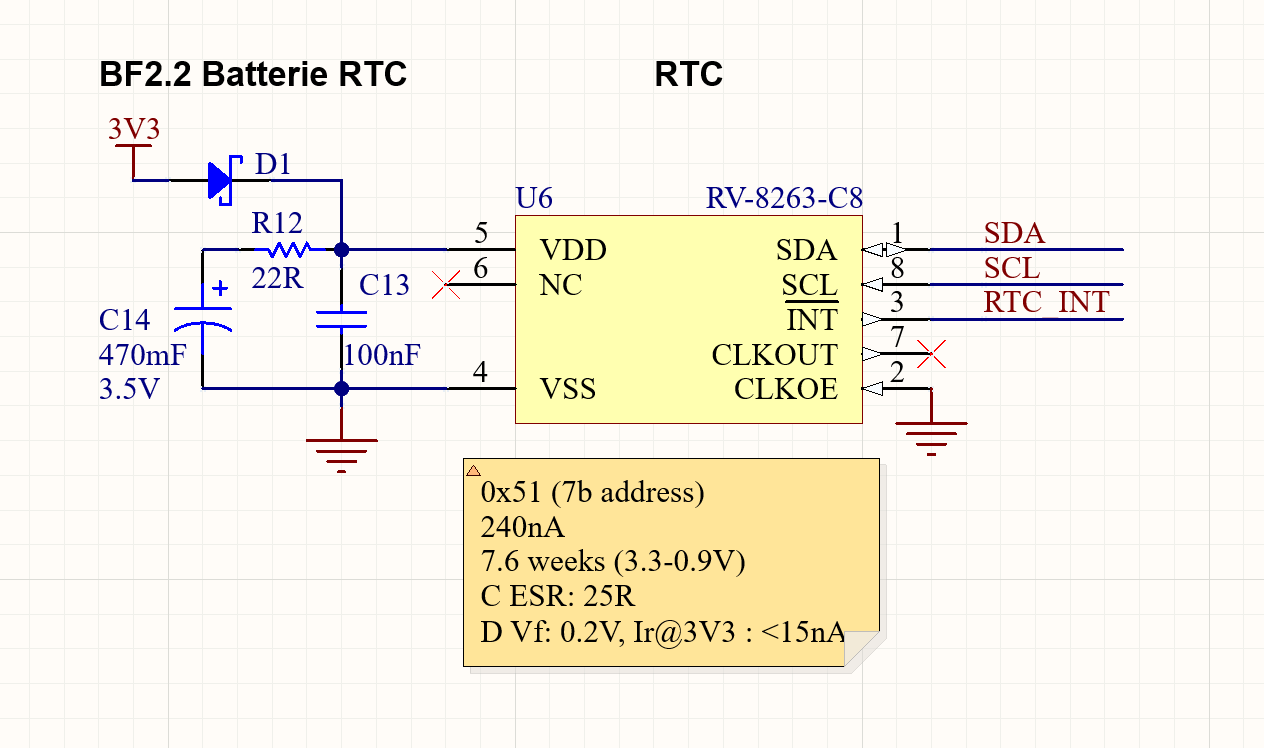 BF2.2 Batterie RTC
RTC
3V3
D1
R12
22R
C13
100nF
C14
470mF
3.5V
U6
RV-8263-C8
5
VDD
6
NC
4
VSS
SDA
1
SDA
SCL
8
SCL
INT
3
RTC_INT
CLKOUT
7
CLKOE
2
0x51 (7b address)
240nA
7.6 weeks (3.3-0.9V)
C ESR: 25R
D Vf: 0.2V, Ir@3V3 : <15nA